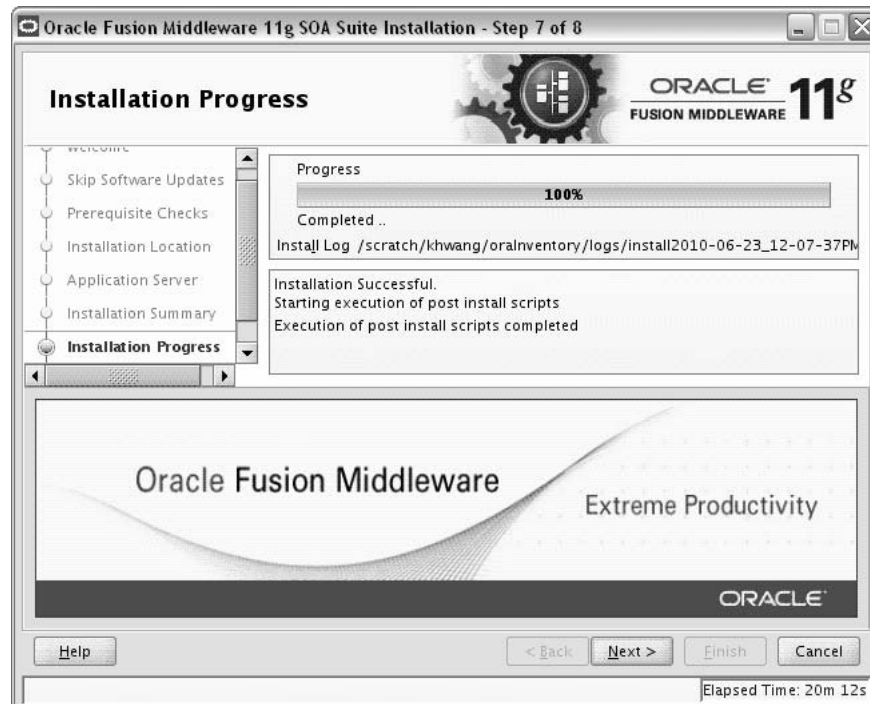 Oracle Fusion Middleware 11g SOA Suite Installation - Step 7 of 8
Installation Progress
ORACLE
FUSION MIDDLEWARE 11g
Welcome
Skip Software Updates
Prerequisite Checks
Installation Location
Application Server
Installation Summary
Installation Progress
Progress
100%
Completed ..
Install Log /scratch/khwang/oraInventory/logs/install2010-06-23_12-07-37PM
Installation Successful.
Starting execution of post install scripts
Execution of post install scripts completed
Oracle Fusion Middleware
Extreme Productivity
ORACLE
Help
< Back
Next >
Finish
Cancel
Elapsed Time: 20m 12s